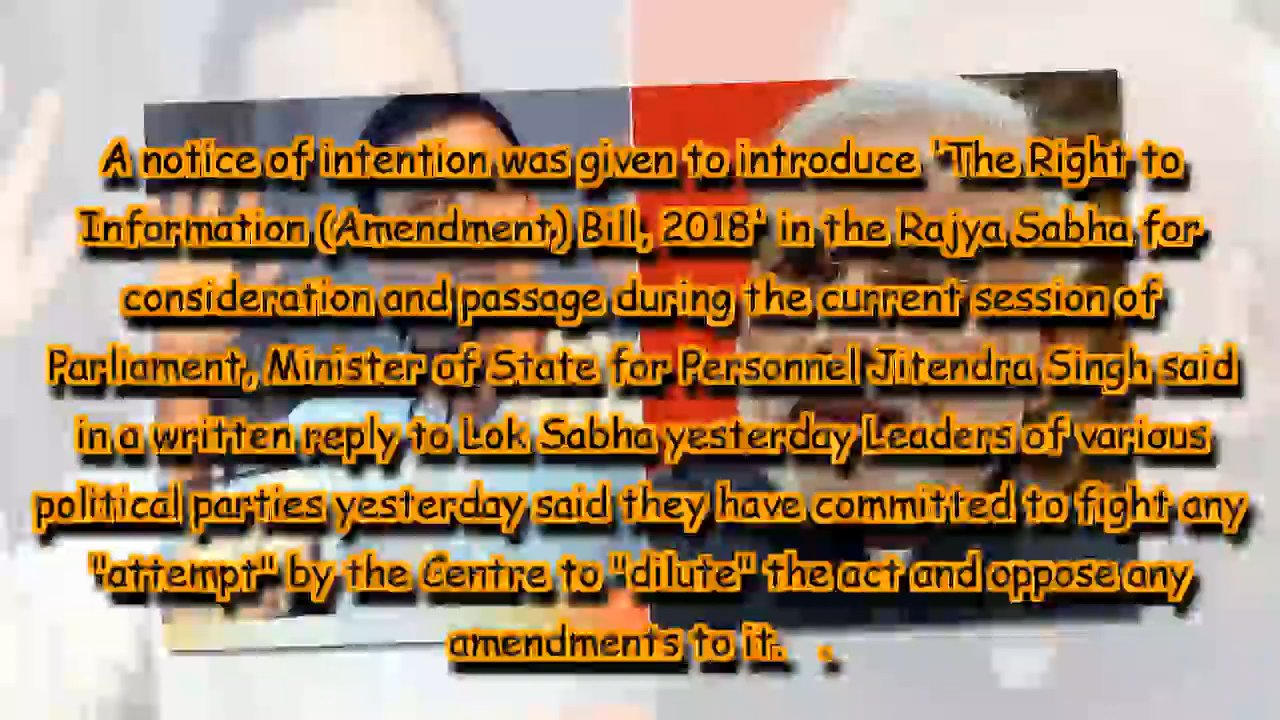 A notice of intention was given to introduce 'The Right to
Information (Amendment) Bill, 2018' in the Rajya Sabha for
consideration and passage during the current session of
Parliament, Minister of State for Personnel Jitendra Singh said
in a written reply to Lok Sabha yesterday Leaders of various
political parties yesterday said they have committed to fight any
"attempt" by the Centre to "dilute" the act and oppose any
amendments to it. .